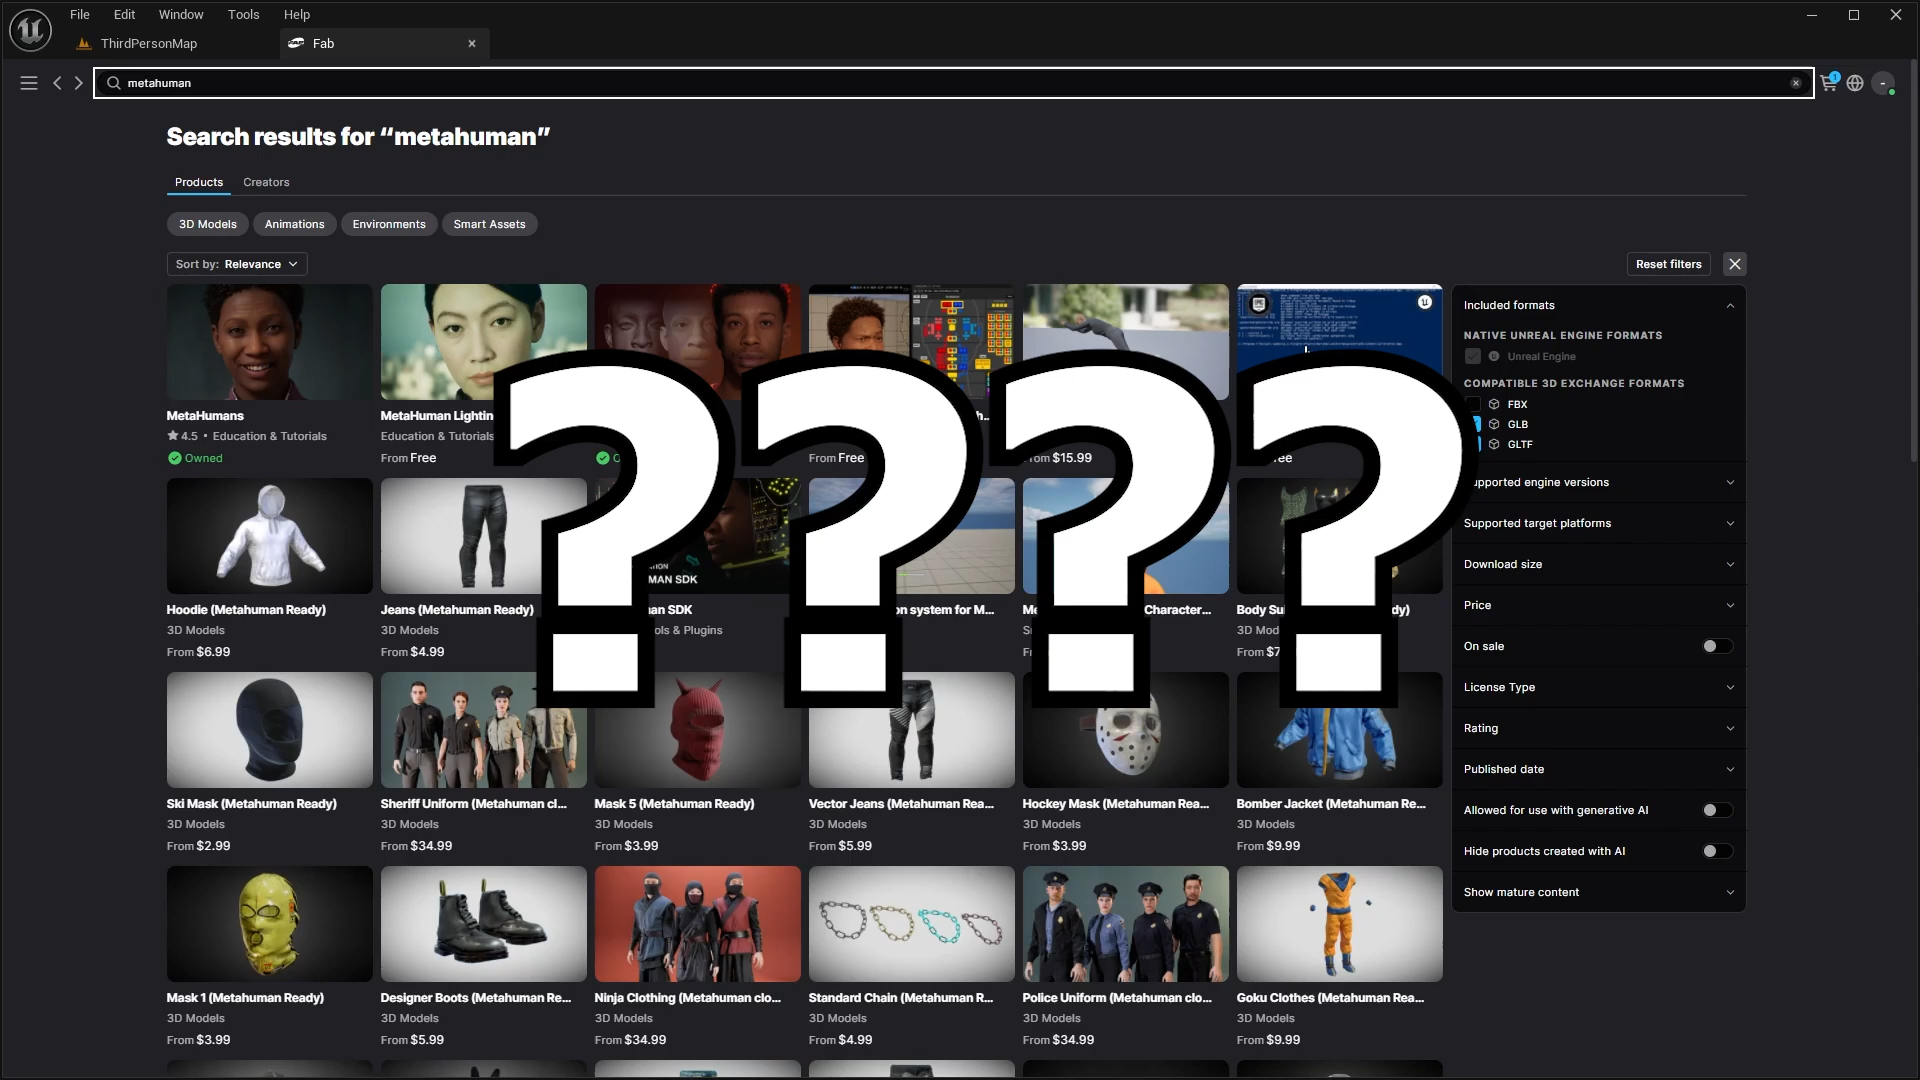 File Edit Window Tools Help
ThirdPersonMap
Fab
metahuman
1
Search results for “metahuman”
Products Creators
3D Models Animations Environments Smart Assets
Sort by: Relevance
Reset filters
MetaHumans
4.5 • Education & Tutorials
Owned
MetaHuman
Education & Tutorials
From Free
From Free
$15.99
Hoodie (Metahuman Ready)
3D Models
From $6.99
Jeans (Metahuman Ready)
3D Models
From $4.99
MAN SDK
SDK
& Plugins
system for M...
Character...
3D
From
Ski Mask (Metahuman Ready)
3D Models
From $2.99
Sheriff Uniform (Metahuman cl...
3D Models
From $34.99
Mask 5 (Metahuman Ready)
3D Models
From $3.99
Vector Jeans (Metahuman Rea...
3D Models
From $5.99
Hockey Mask (Metahuman Rea...
3D Models
From $3.99
Bomber Jacket (Metahuman Re...
3D Models
From $9.99
Mask 1 (Metahuman Ready)
3D Models
From $3.99
Designer Boots (Metahuman Re...
3D Models
From $5.99
Ninja Clothing (Metahuman clo...
3D Models
From $34.99
Standard Chain (Metahuman R...
3D Models
From $4.99
Police Uniform (Metahuman clo...
3D Models
From $34.99
Goku Clothes (Metahuman Rea...
3D Models
From $9.99
????
Included formats
NATIVE UNREAL ENGINE FORMATS
Unreal Engine
COMPATIBLE 3D EXCHANGE FORMATS
FBX
GLB
GLTF
engine versions
Supported target platforms
Download size
Price
On sale
License Type
Rating
Published date
Allowed for use with generative AI
Hide products created with AI
Show mature content